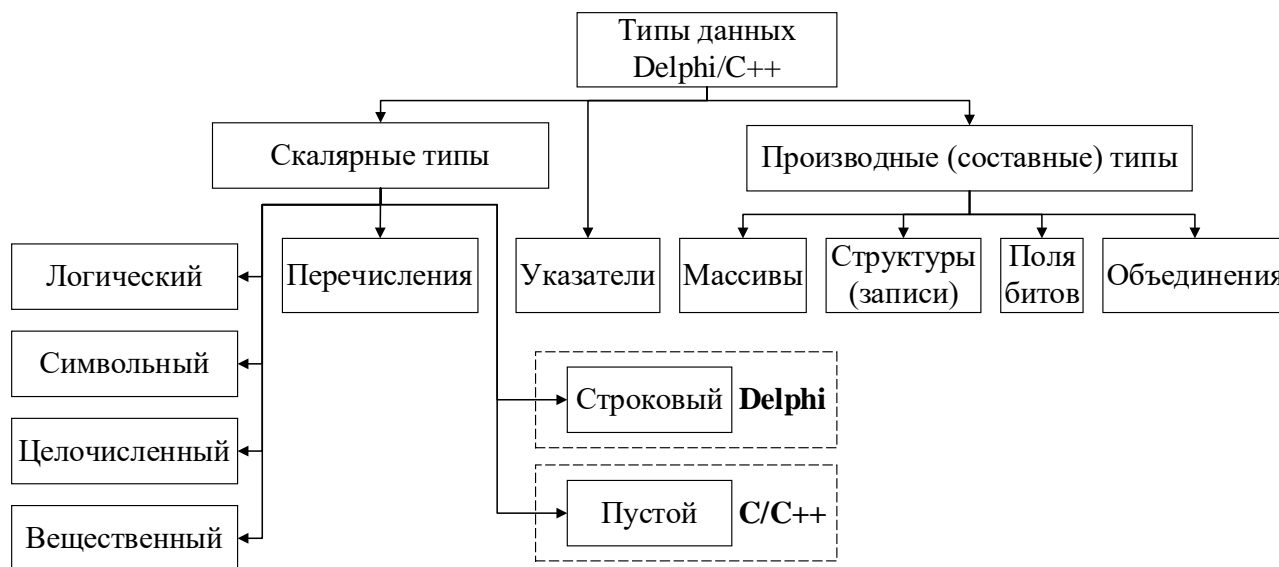 Типы данных
Delphi/C++
Скалярные типы
Производные (составные) типы
Логический
Перечисления
Указатели
Массивы
Структуры
(записи)
Поля
битов
Объединения
Символьный
Строковый
Delphi
Целочисленный
Пустой
C/C++
Вещественный